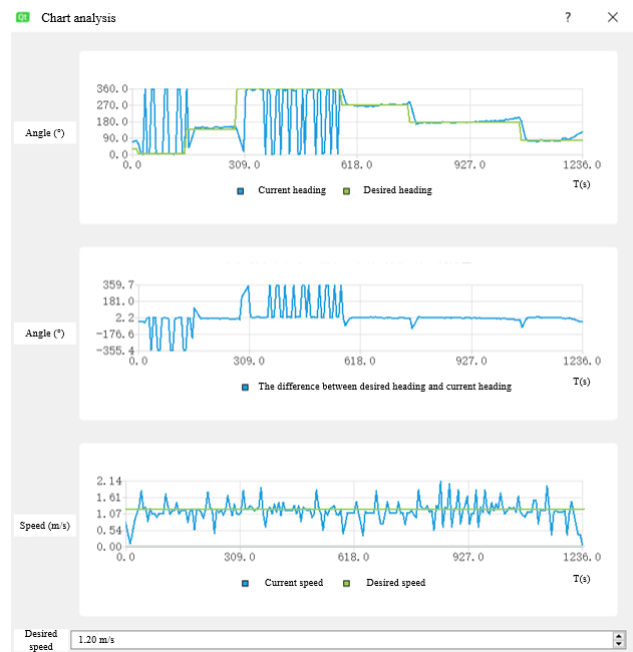 Qt Chart analysis ? ×
360.0
270.0
180.0
90.0
0.0
Angle (°)
0.0 309.0 618.0 927.0 1236.0
T(s)
Current heading Desired heading
359.7
181.0
2.2
-176.6
-355.4
Angle (°)
0.0 309.0 618.0 927.0 1236.0
T(s)
The difference between desired heading and current heading
2.14
1.61
1.07
0.54
0.00
Speed (m/s)
0.0 309.0 618.0 927.0 1236.0
T(s)
Current speed Desired speed
Desired
speed
1.20 m/s